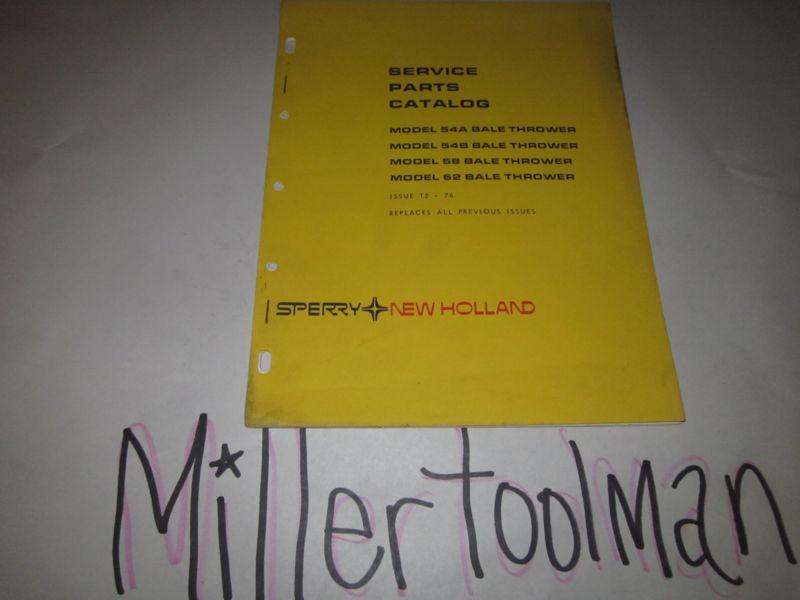 SERVICE
PARTS
CATALOG
MODEL 54A BALE THROWER
MODEL 54B BALE THROWER
MODEL 58 BALE THROWER
MODEL 62 BALE THROWER
ISSUE 12 - 76
REPLACES ALL PREVIOUS ISSUES
SPERRY NEW HOLLAND
Millertoolman